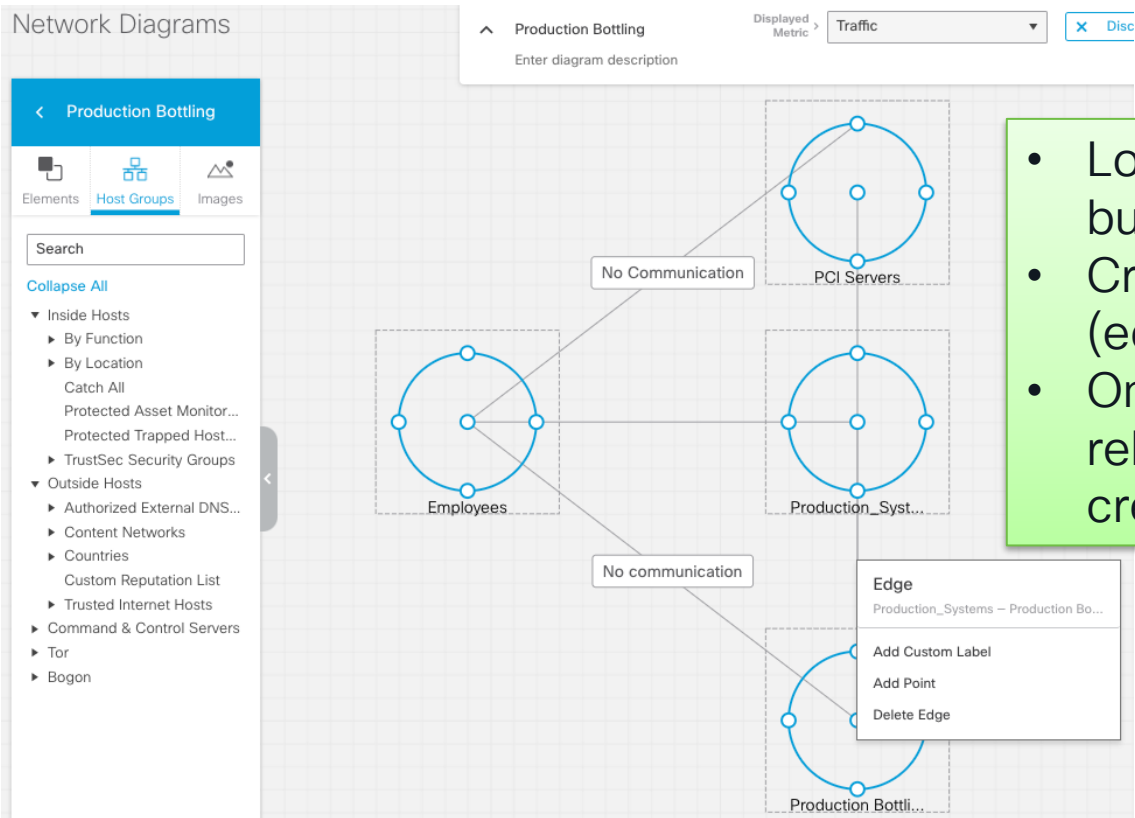 Network Diagrams
Production Bottling
Enter diagram description
Displayed
Metric
Traffic
Production Bottling
Elements
Host Groups
Images
Search
Collapse All
Inside Hosts
By Function
By Location
Catch All
Protected Asset Monitor...
Protected Trapped Host...
TrustSec Security Groups
Outside Hosts
Authorized External DNS...
Content Networks
Countries
Custom Reputation List
Trusted Internet Hosts
Command & Control Servers
Tor
Bogon
PCI Servers
No Communication
Employees
Production_Syst...
No communication
Edge
Production_Systems – Production Bo...
Add Custom Label
Add Point
Delete Edge
Production Bottli...
(